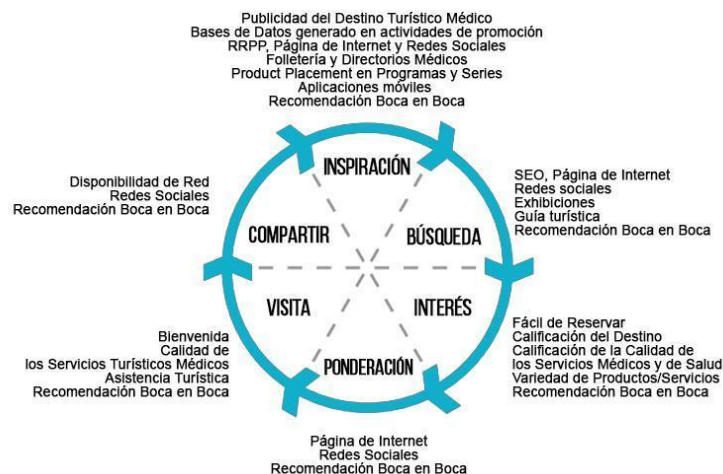 Publicidad del Destino Turístico Médico
Bases de Datos generado en actividades de promoción
RRPP, Página de Internet y Redes Sociales
Folletería y Directorios Médicos
Product Placement en Programas y Series
Aplicaciones móviles
Recomendación Boca en Boca
INSPIRACIÓN
SEO, Página de Internet
Redes sociales
Exhibiciones
Guía turística
Recomendación Boca en Boca
BÚSQUEDA
Fácil de Reservar
Calificación del Destino
Calificación de la Calidad de
los Servicios Médicos y de Salud
Variedad de Productos/Servicios
Recomendación Boca en Boca
INTERÉS
PONDERACIÓN
Página de Internet
Redes Sociales
Recomendación Boca en Boca
VISITA
Bienvenida
Calidad de
los Servicios Turísticos Médicos
Asistencia Turística
Recomendación Boca en Boca
COMPARTIR
Disponibilidad de Red
Redes Sociales
Recomendación Boca en Boca